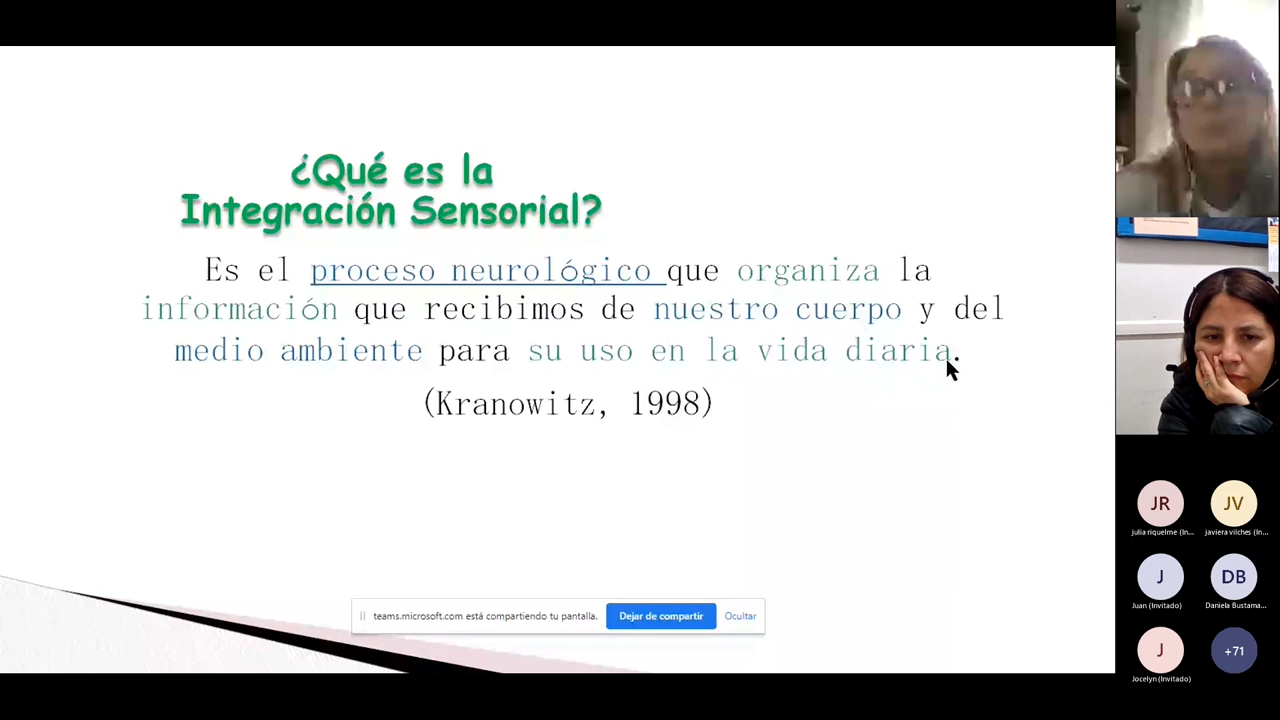 ¿Qué es la
Integración Sensorial?
Es el proceso neurológico que organiza la
información que recibimos de nuestro cuerpo y del
medio ambiente para su uso en la vida diaria.
(Kranowitz, 1998)
teams.microsoft.com está compartiendo tu pantalla. Dejar de compartir Ocultar
JR JV
julia riquelme (In... javiera vilches (In...
J DB
Juan (Invitado) Daniela Bustama...
J +71
Jocelyn (Invitado)